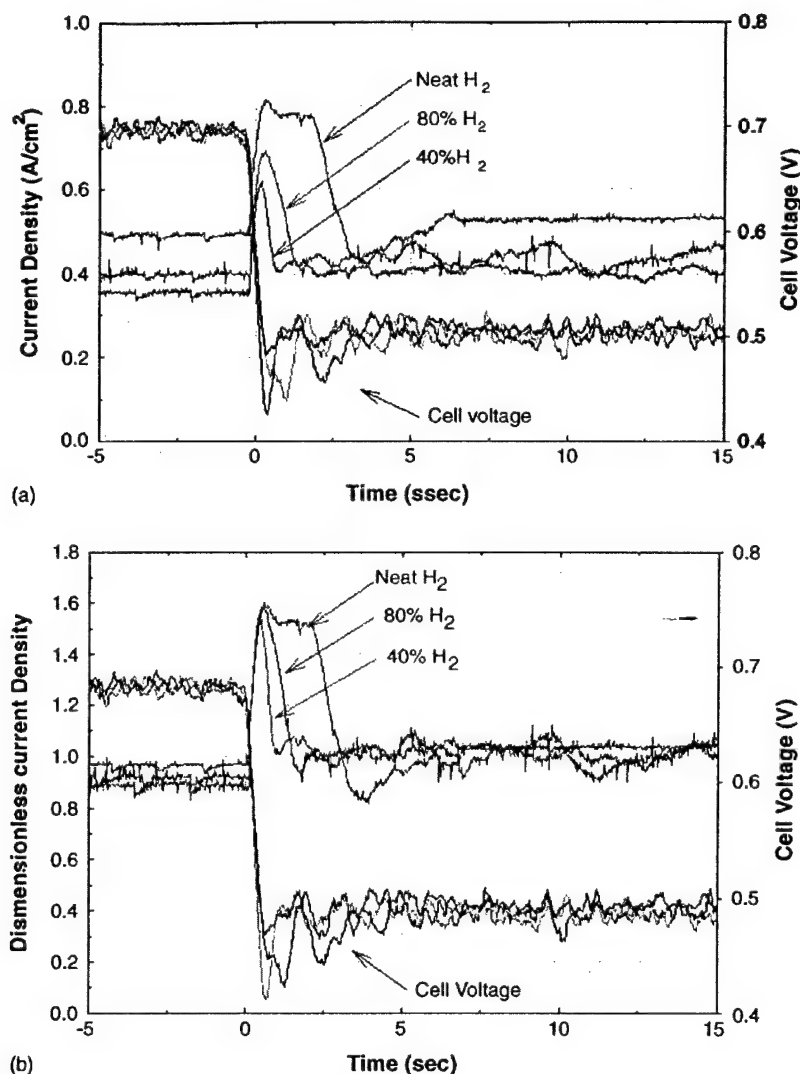 1.0
0.8
0.6
0.4
0.2
0.0
Current Density (A/cm²)
0.8
0.7
0.6
0.5
0.4
Cell Voltage (V)
Neat H₂
80% H₂
40%H₂
Cell voltage
-5
0
5
10
15
(a)
Time (ssec)
1.8
1.6
1.4
1.2
1.0
0.8
0.6
0.4
0.2
0.0
Dismensionless current Density
0.8
0.7
0.6
0.5
0.4
Cell Voltage (V)
Neat H₂
80% H₂
40% H₂
Cell Voltage
-5
0
5
10
15
(b)
Time (sec)